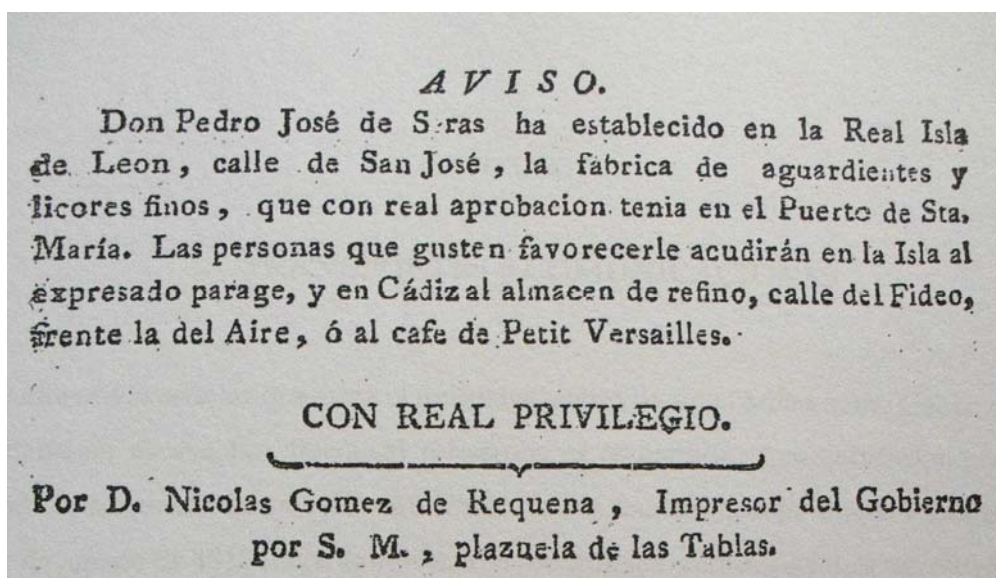 AVISO.
Don Pedro José de S ras ha establecido en la Real Isla
de Leon, calle de San José, la fabrica de aguardientes y
licores finos, que con real aprobacion tenia en el Puerto de Sta.
María. Las personas que gusten favorecerle acudirán en la Isla al
expresado parage, y en Cádiz al almacen de refino, calle del Fideo,
frente la del Aire, ó al cafe de Petit Versailles.
CON REAL PRIVILEGIO.
Por D. Nicolas Gomez de Requena, Impresor del Gobierno
por S. M., plazuela de las Tablas.